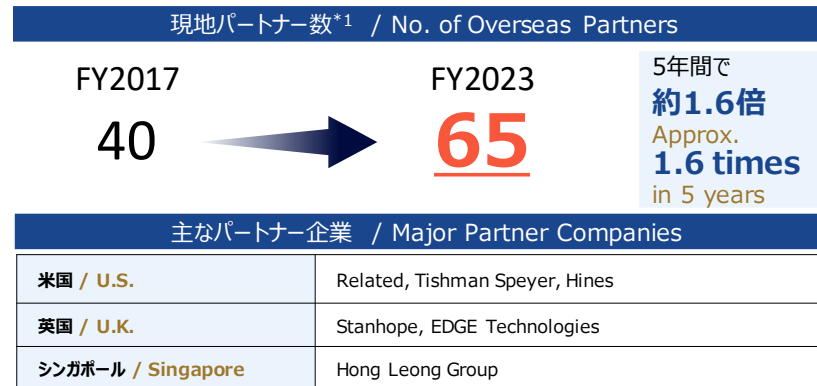 現地パートナー数*1 / No. of Overseas Partners
FY2017
FY2023
5年間で
約1.6倍
Approx.
1.6 times
in 5 years
40
65
主なパートナー企業 / Major Partner Companies
米国 / U.S. Related, Tishman Speyer, Hines
英国 / U.K. Stanhope, EDGE Technologies
シンガポール / Singapore Hong Leong Group